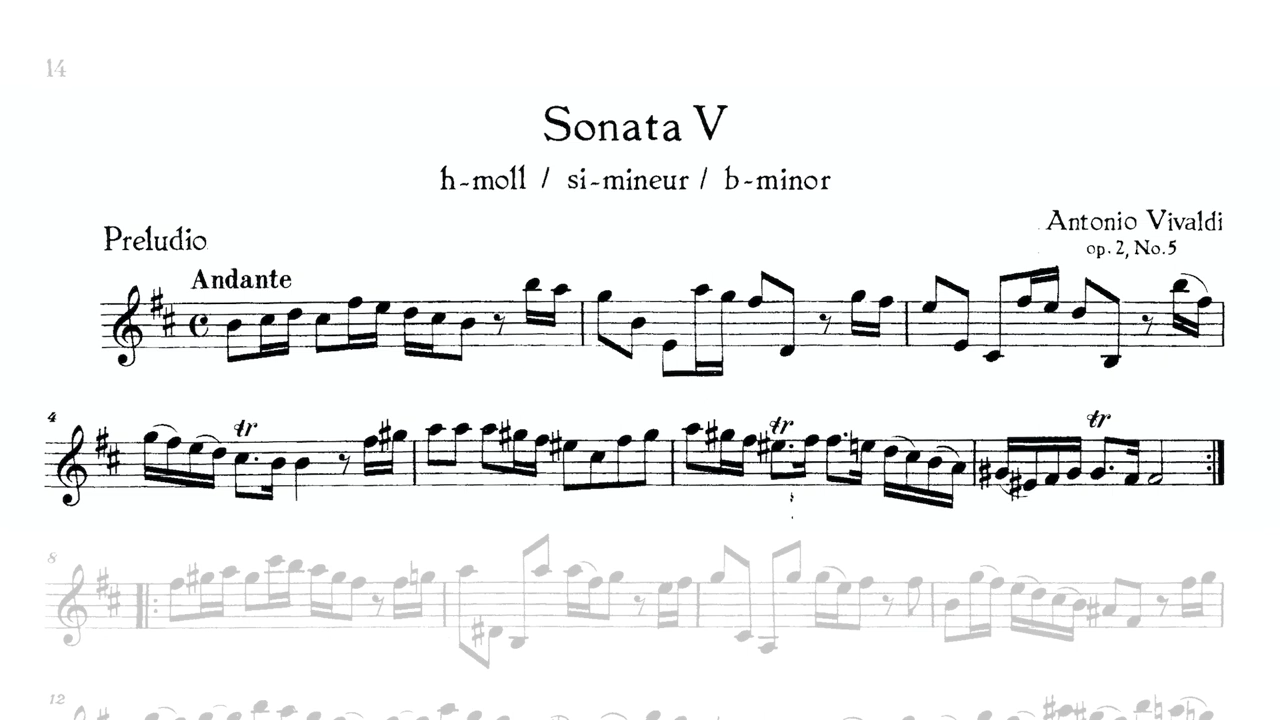 14
Sonata V
h-moll / si-mineur / b-minor
Antonio Vivaldi
op. 2, No. 5
Preludio
Andante
4
tr
tr
tr
8
12